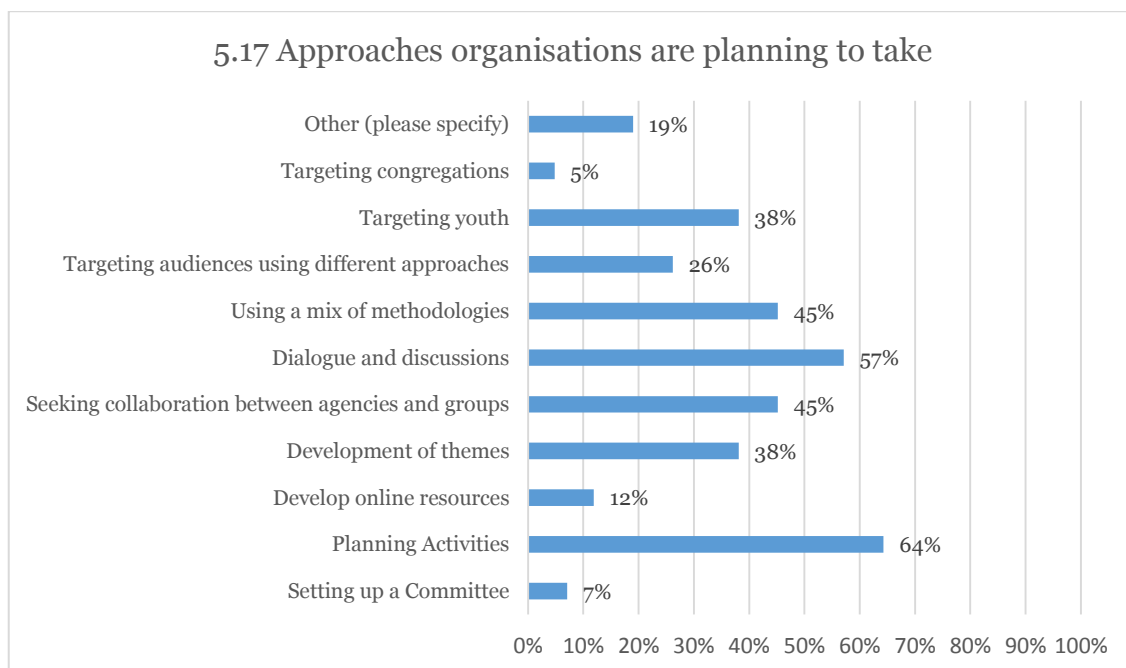 5.17 Approaches organisations are planning to take
Other (please specify) 19%
Targeting congregations 5%
Targeting youth 38%
Targeting audiences using different approaches 26%
Using a mix of methodologies 45%
Dialogue and discussions 57%
Seeking collaboration between agencies and groups 45%
Development of themes 38%
Develop online resources 12%
Planning Activities 64%
Setting up a Committee 7%
0% 10% 20% 30% 40% 50% 60% 70% 80% 90% 100%